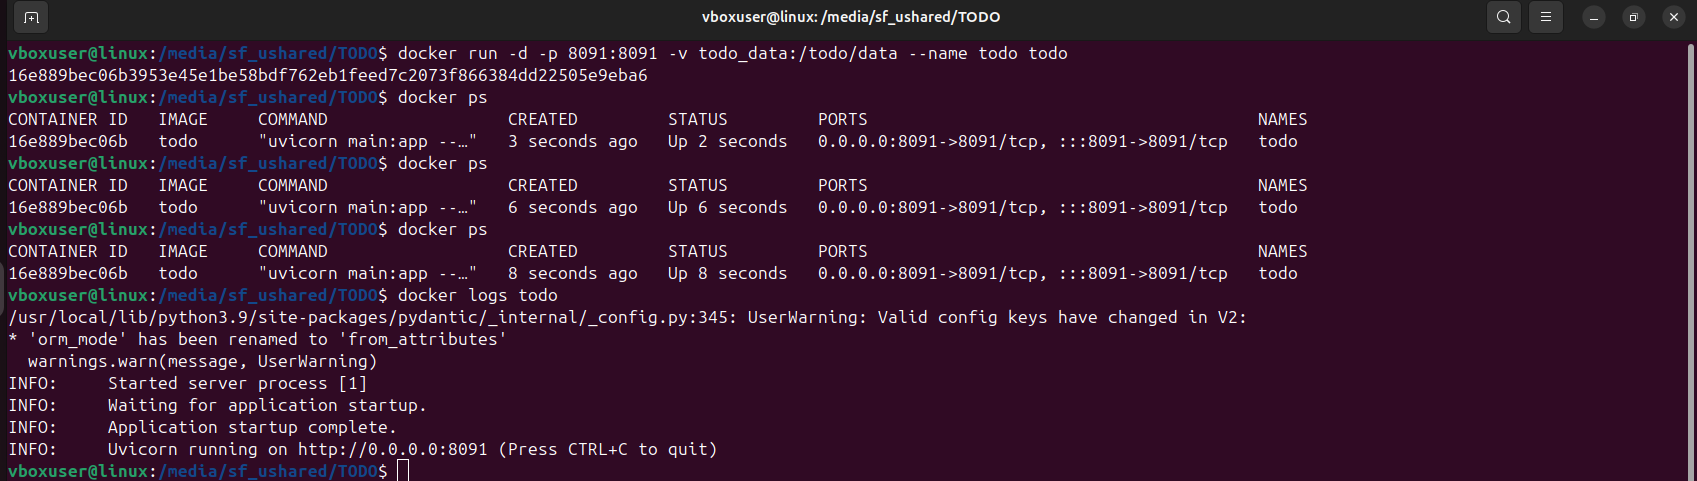 vboxuser@linux: /media/sf_ushared/TODO
vboxuser@linux:/media/sf_ushared/TODO$ docker run -d -p 8091:8091 -v todo_data:/todo/data --name todo todo
16e889bec06b3953e45e1be58bdf762eb1feed7c2073f866384dd22505e9eba6
vboxuser@linux:/media/sf_ushared/TODO$ docker ps
CONTAINER ID   IMAGE     COMMAND                  CREATED         STATUS         PORTS                                       NAMES
16e889bec06b   todo      "uvicorn main:app --…"   3 seconds ago   Up 2 seconds   0.0.0.0:8091->8091/tcp, :::8091->8091/tcp   todo
vboxuser@linux:/media/sf_ushared/TODO$ docker ps
CONTAINER ID   IMAGE     COMMAND                  CREATED         STATUS         PORTS                                       NAMES
16e889bec06b   todo      "uvicorn main:app --…"   6 seconds ago   Up 6 seconds   0.0.0.0:8091->8091/tcp, :::8091->8091/tcp   todo
vboxuser@linux:/media/sf_ushared/TODO$ docker ps
CONTAINER ID   IMAGE     COMMAND                  CREATED         STATUS         PORTS                                       NAMES
16e889bec06b   todo      "uvicorn main:app --…"   8 seconds ago   Up 8 seconds   0.0.0.0:8091->8091/tcp, :::8091->8091/tcp   todo
vboxuser@linux:/media/sf_ushared/TODO$ docker logs todo
/usr/local/lib/python3.9/site-packages/pydantic/_internal/_config.py:345: UserWarning: Valid config keys have changed in V2:
* 'orm_mode' has been renamed to 'from_attributes'
  warnings.warn(message, UserWarning)
INFO:     Started server process [1]
INFO:     Waiting for application startup.
INFO:     Application startup complete.
INFO:     Uvicorn running on http://0.0.0.0:8091 (Press CTRL+C to quit)
vboxuser@linux:/media/sf_ushared/TODO$